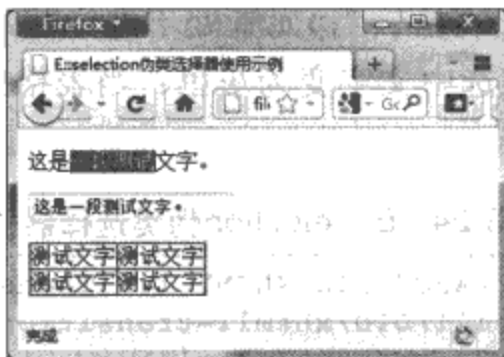 Firefox
E::selection伪类选择器使用示例
fil
Gc
这是 文字。
这是一段测试文字。
测试文字 测试文字
测试文字 测试文字
完成